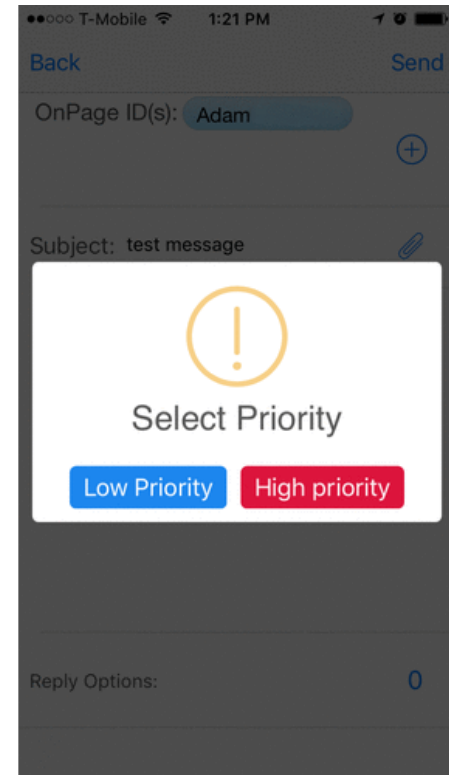 T-Mobile 1:21 PM
Back Send
OnPage ID(s): Adam
Subject: test message
Select Priority
Low Priority High priority
Reply Options: 0